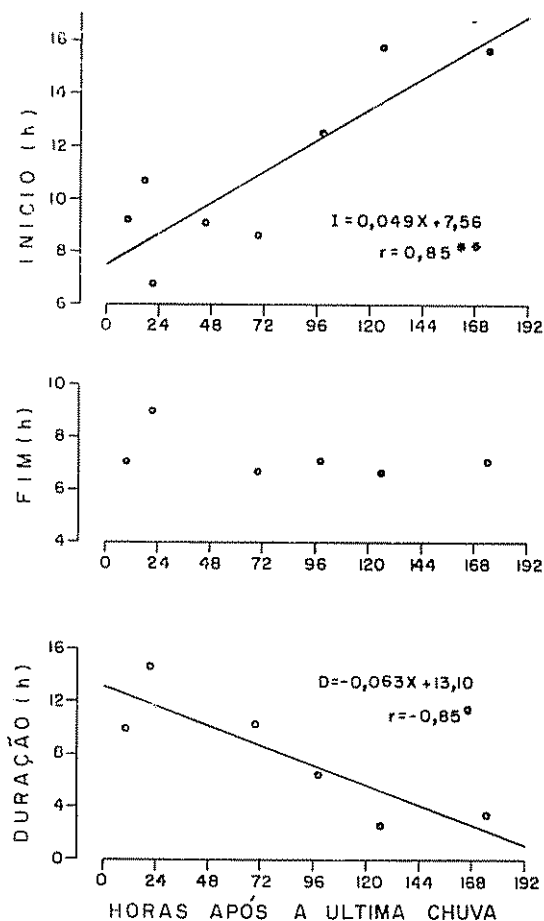 16
14
12
10
8
6
INICIO (h)
I=0,049X+7,56
r=0,85**
0 24 48 72 96 120 144 168 192
10
8
6
4
FIM (h)
0 24 48 72 96 120 144 168 192
16
12
8
4
0
DURAÇÃO (h)
D=-0,063X+13,10
r=-0,85*
0 24 48 72 96 120 144 168 192
HORAS APÓS A ULTIMA CHUVA